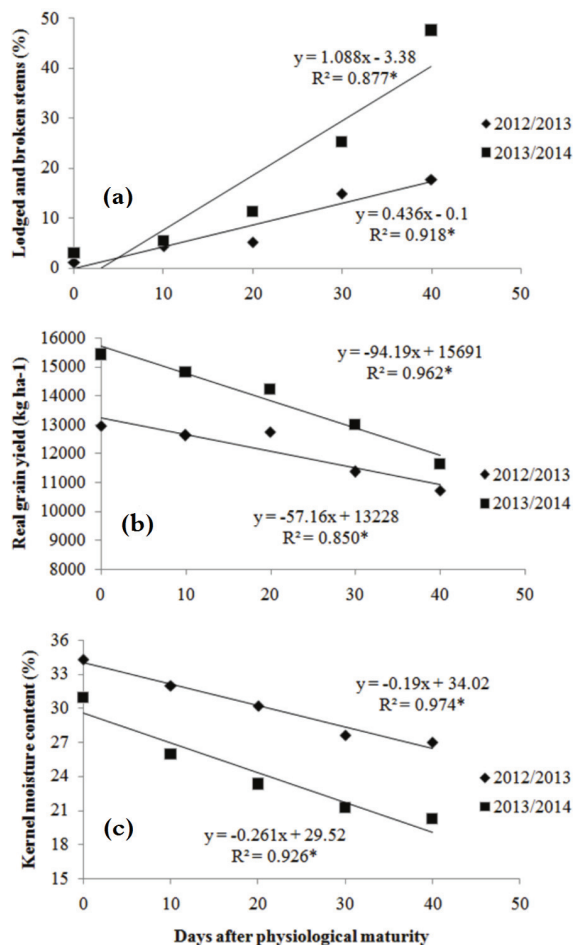 50
40
30
20
10
0
Lodged and broken stems (%)
y = 1.088x - 3.38
R² = 0.877*
2012/2013
2013/2014
(a)
y = 0.436x - 0.1
R² = 0.918*
0 10 20 30 40 50
16000
15000
14000
13000
12000
11000
10000
9000
8000
Real grain yield (kg ha-1)
y = -94.19x + 15691
R² = 0.962*
2012/2013
2013/2014
(b)
y = -57.16x + 13228
R² = 0.850*
0 10 20 30 40 50
36
33
30
27
24
21
18
15
Kernel moisture content (%)
y = -0.19x + 34.02
R² = 0.974*
2012/2013
2013/2014
(c)
y = -0.261x + 29.52
R² = 0.926*
0 10 20 30 40 50
Days after physiological maturity